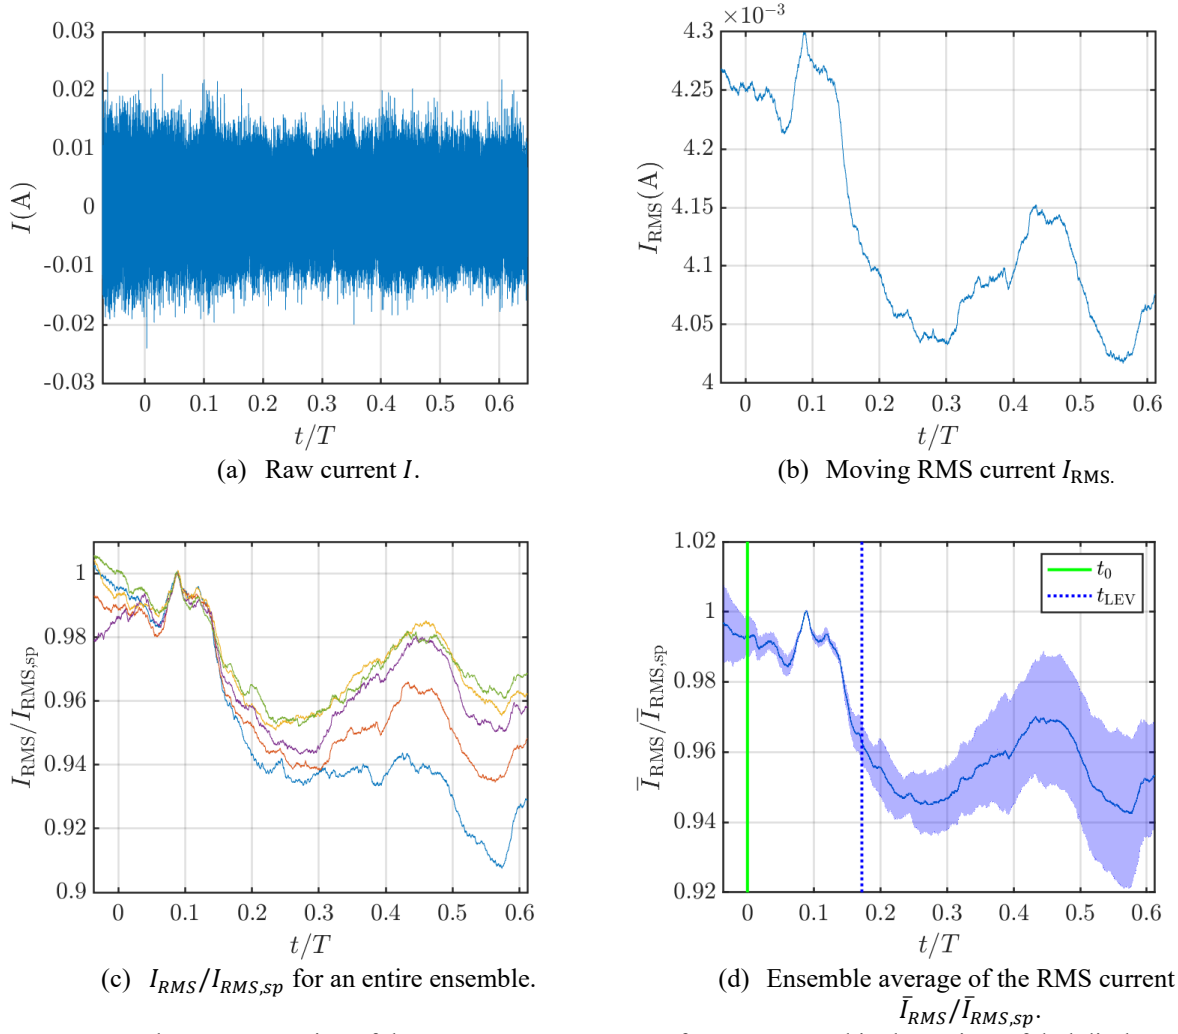 0.03
0.02
0.01
0
-0.01
-0.02
-0.03
I(A)
0 0.1 0.2 0.3 0.4 0.5 0.6
t/T
(a) Raw current I.
×10⁻³
4.3
4.25
4.2
4.15
4.1
4.05
4
I_RMS(A)
0 0.1 0.2 0.3 0.4 0.5 0.6
t/T
(b) Moving RMS current I_RMS.
1
0.98
0.96
0.94
0.92
0.9
I_RMS/I_RMS,sp
0 0.1 0.2 0.3 0.4 0.5 0.6
t/T
(c) I_RMS/I_RMS,sp for an entire ensemble.
1.02
1
0.98
0.96
0.94
0.92
Ī_RMS/Ī_RMS,sp
t₀
t_LEV
0 0.1 0.2 0.3 0.4 0.5 0.6
t/T
(d) Ensemble average of the RMS current
Ī_RMS/Ī_RMS,sp.